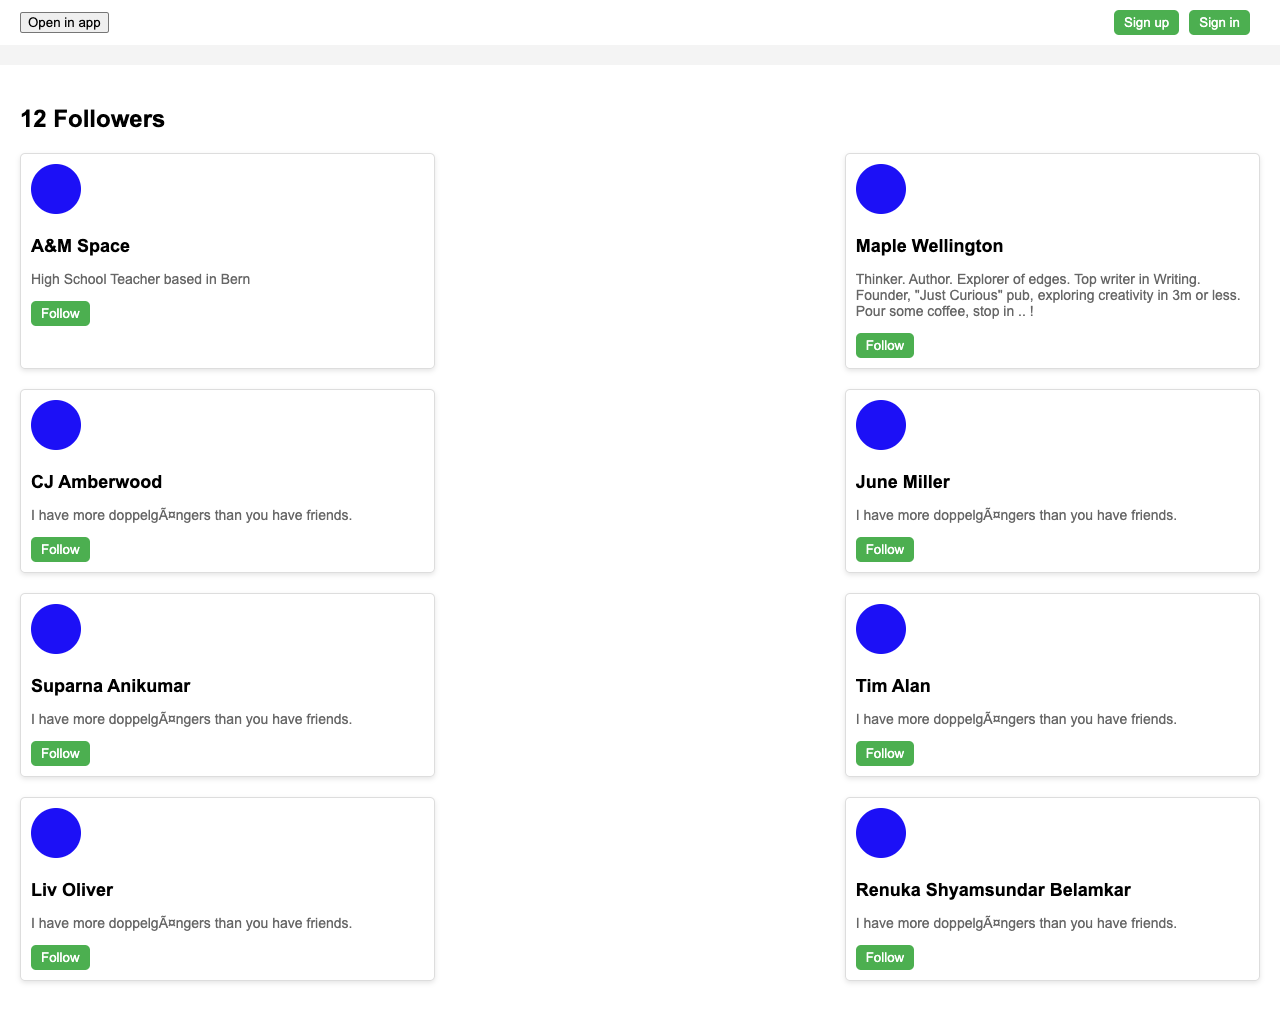 Open in app
Sign up
Sign in
12 Followers
A&M Space
High School Teacher based in Bern
Follow
Maple Wellington
Thinker. Author. Explorer of edges. Top writer in Writing.
Founder, "Just Curious" pub, exploring creativity in 3m or less.
Pour some coffee, stop in .. !
Follow
CJ Amberwood
I have more doppelgÃ¤ngers than you have friends.
Follow
June Miller
I have more doppelgÃ¤ngers than you have friends.
Follow
Suparna Anikumar
I have more doppelgÃ¤ngers than you have friends.
Follow
Tim Alan
I have more doppelgÃ¤ngers than you have friends.
Follow
Liv Oliver
I have more doppelgÃ¤ngers than you have friends.
Follow
Renuka Shyamsundar Belamkar
I have more doppelgÃ¤ngers than you have friends.
Follow